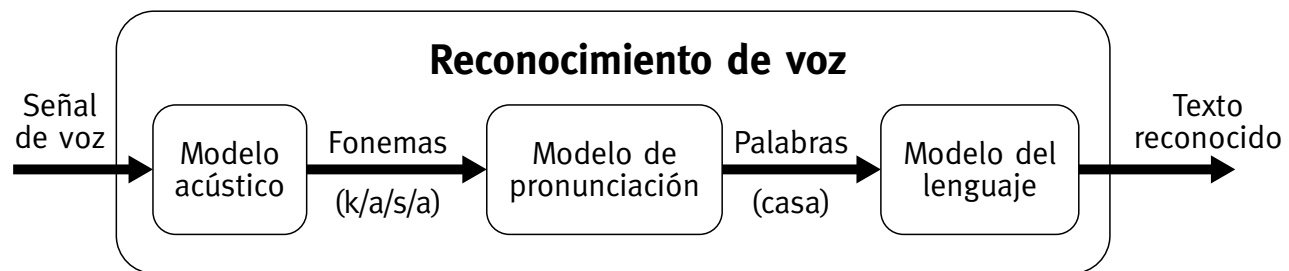 Reconocimiento de voz
Señal
de voz
Modelo
acústico
Fonemas
(k/a/s/a)
Modelo de
pronunciación
Palabras
(casa)
Modelo del
lenguaje
Texto
reconocido